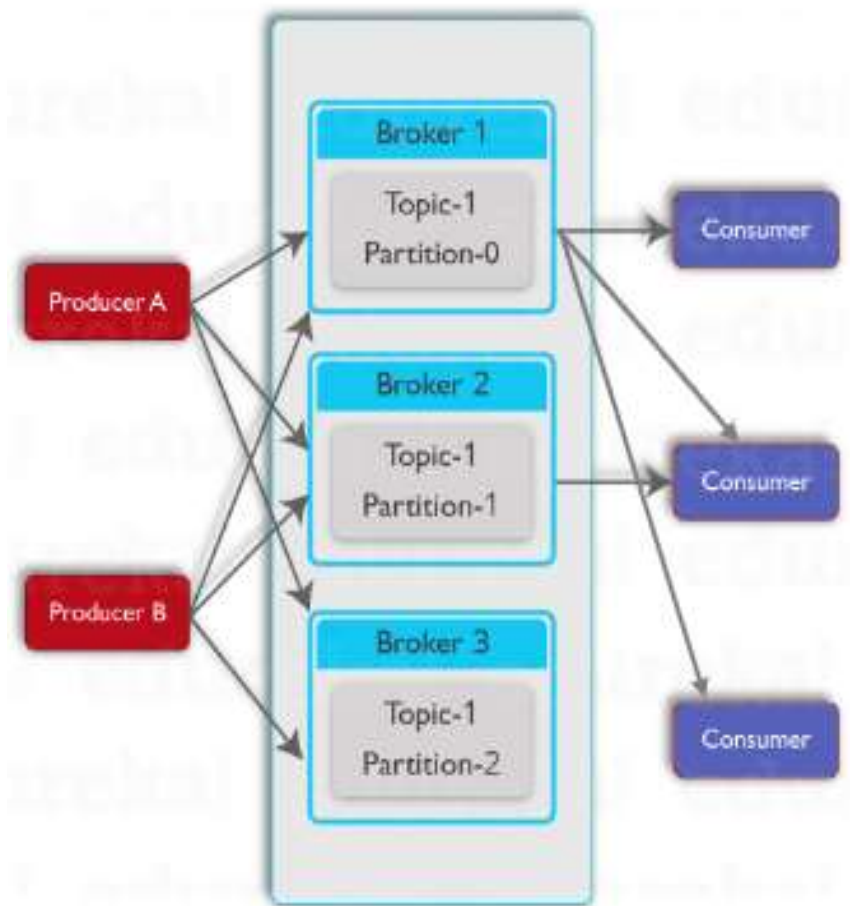 Broker 1
Topic-1
Partition-0
Producer A
Consumer
Broker 2
Topic-1
Partition-1
Consumer
Producer B
Broker 3
Topic-1
Partition-2
Consumer